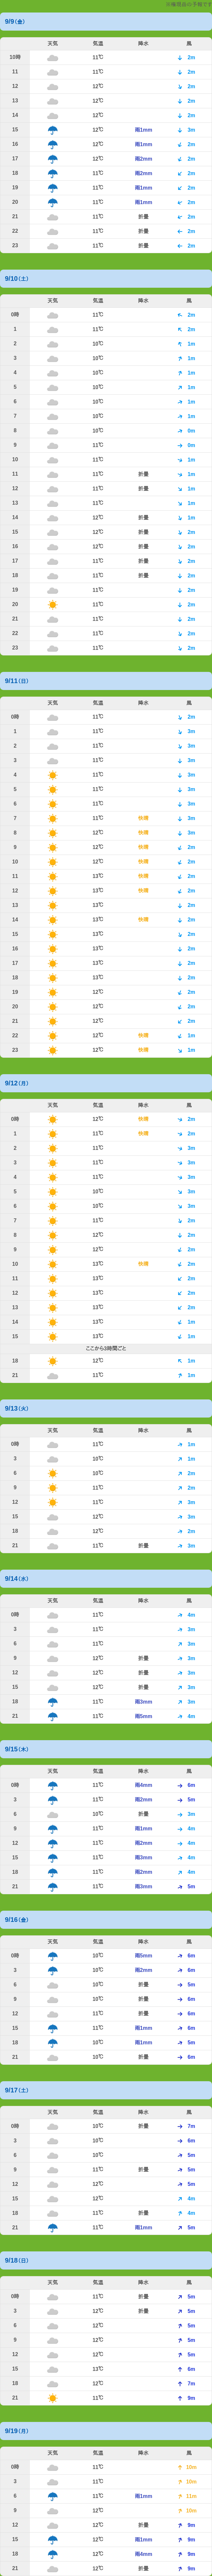 9/9(金)
天気 気温 降水 風
10時 11℃ 2m
11 11℃ 2m
12 12℃ 2m
13 12℃ 2m
14 12℃ 2m
15 12℃ 雨1mm 3m
16 12℃ 雨1mm 2m
17 12℃ 雨2mm 2m
18 11℃ 雨2mm 2m
19 11℃ 雨1mm 2m
20 11℃ 雨1mm 2m
21 11℃ 折畳 2m
22 11℃ 折畳 2m
23 11℃ 折畳 2m
9/10(土)
天気 気温 降水 風
0時 11℃ 2m
1 11℃ 2m
2 10℃ 1m
3 10℃ 1m
4 10℃ 1m
5 10℃ 1m
6 10℃ 1m
7 10℃ 1m
8 10℃ 0m
9 11℃ 0m
10 11℃ 1m
11 11℃ 折畳 1m
12 11℃ 折畳 1m
13 11℃ 1m
14 12℃ 折畳 1m
15 12℃ 折畳 2m
16 12℃ 折畳 2m
17 12℃ 折畳 2m
18 11℃ 折畳 2m
19 11℃ 2m
20 11℃ 2m
21 11℃ 2m
22 11℃ 2m
23 11℃ 2m
9/11(日)
天気 気温 降水 風
0時 11℃ 2m
1 11℃ 3m
2 11℃ 3m
3 11℃ 3m
4 11℃ 3m
5 11℃ 3m
6 11℃ 3m
7 11℃ 快晴 3m
8 12℃ 快晴 3m
9 12℃ 快晴 2m
10 12℃ 快晴 2m
11 13℃ 快晴 2m
12 13℃ 快晴 2m
13 13℃ 2m
14 13℃ 快晴 2m
15 13℃ 2m
16 13℃ 2m
17 13℃ 2m
18 13℃ 2m
19 12℃ 2m
20 12℃ 2m
21 12℃ 2m
22 12℃ 快晴 1m
23 12℃ 快晴 1m
9/12(月)
天気 気温 降水 風
0時 12℃ 快晴 2m
1 11℃ 快晴 2m
2 11℃ 3m
3 11℃ 3m
4 11℃ 3m
5 10℃ 3m
6 10℃ 3m
7 11℃ 2m
8 11℃ 2m
9 12℃ 2m
10 13℃ 快晴 2m
11 13℃ 2m
12 13℃ 2m
13 13℃ 2m
14 13℃ 1m
15 13℃ 1m
ここから3時間ごと
18 12℃ 1m
21 11℃ 1m
9/13(火)
天気 気温 降水 風
0時 11℃ 1m
3 10℃ 1m
6 10℃ 2m
9 11℃ 2m
12 11℃ 3m
15 12℃ 3m
18 12℃ 2m
21 11℃ 折畳 3m
9/14(水)
天気 気温 降水 風
0時 11℃ 4m
3 11℃ 3m
6 11℃ 3m
9 12℃ 折畳 3m
12 12℃ 折畳 3m
15 12℃ 折畳 3m
18 11℃ 雨3mm 3m
21 11℃ 雨5mm 4m
9/15(木)
天気 気温 降水 風
0時 11℃ 雨4mm 6m
3 11℃ 雨2mm 5m
6 10℃ 折畳 3m
9 11℃ 雨1mm 4m
12 12℃ 雨2mm 4m
15 11℃ 雨3mm 4m
18 11℃ 雨2mm 4m
21 11℃ 雨3mm 5m
9/16(金)
天気 気温 降水 風
0時 10℃ 雨5mm 6m
3 10℃ 雨2mm 6m
6 10℃ 折畳 5m
9 11℃ 折畳 6m
12 11℃ 折畳 6m
15 11℃ 雨1mm 6m
18 10℃ 雨1mm 5m
21 10℃ 折畳 6m
9/17(土)
天気 気温 降水 風
0時 10℃ 折畳 7m
3 10℃ 6m
6 10℃ 5m
9 11℃ 折畳 5m
12 12℃ 5m
15 12℃ 4m
18 11℃ 折畳 4m
21 11℃ 雨1mm 5m
9/18(日)
天気 気温 降水 風
0時 11℃ 折畳 5m
3 12℃ 折畳 5m
6 12℃ 5m
9 12℃ 5m
12 12℃ 5m
15 13℃ 6m
18 12℃ 7m
21 11℃ 9m
9/19(月)
天気 気温 降水 風
0時 11℃ 10m
3 11℃ 10m
6 11℃ 雨1mm 11m
9 12℃ 10m
12 12℃ 折畳 9m
15 12℃ 雨1mm 9m
18 12℃ 雨4mm 9m
21 11℃ 折畳 9m